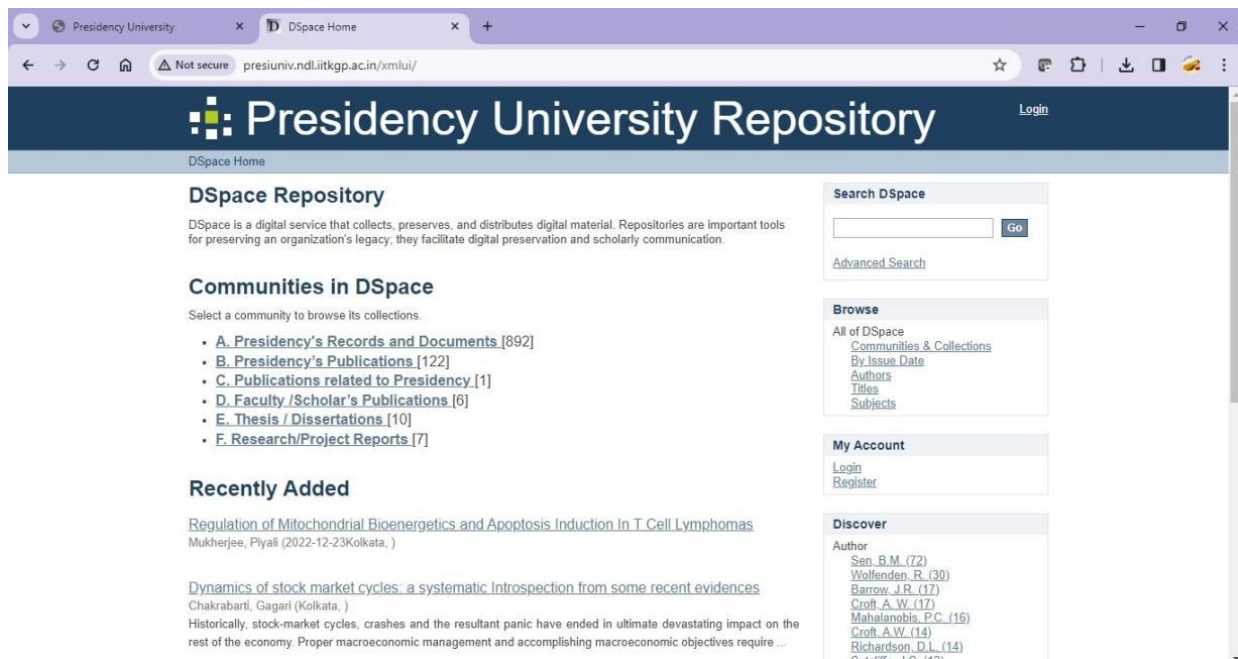 Presidency University
DSpace Home
Not secure presiuniv.ndl.iitkgp.ac.in/xmlui/
Presidency University Repository
Login
DSpace Home
DSpace Repository
DSpace is a digital service that collects, preserves, and distributes digital material. Repositories are important tools
for preserving an organization's legacy; they facilitate digital preservation and scholarly communication.
Communities in DSpace
Select a community to browse its collections.
A. Presidency's Records and Documents [892]
B. Presidency's Publications [122]
C. Publications related to Presidency [1]
D. Faculty /Scholar's Publications [6]
E. Thesis / Dissertations [10]
F. Research/Project Reports [7]
Recently Added
Regulation of Mitochondrial Bioenergetics and Apoptosis Induction In T Cell Lymphomas
Mukherjee, Piyali (2022-12-23Kolkata, )
Dynamics of stock market cycles: a systematic Introspection from some recent evidences
Chakrabarti, Gagari (Kolkata, )
Historically, stock-market cycles, crashes and the resultant panic have ended in ultimate devastating impact on the
rest of the economy. Proper macroeconomic management and accomplishing macroeconomic objectives require ...
Search DSpace
Go
Advanced Search
Browse
All of DSpace
Communities & Collections
By Issue Date
Authors
Titles
Subjects
My Account
Login
Register
Discover
Author
Sen, B.M. (72)
Wolfenden, R. (30)
Barrow, J.R. (17)
Croft, A. W. (17)
Mahalanobis, P.C. (16)
Croft, A.W. (14)
Richardson, D.L. (14)